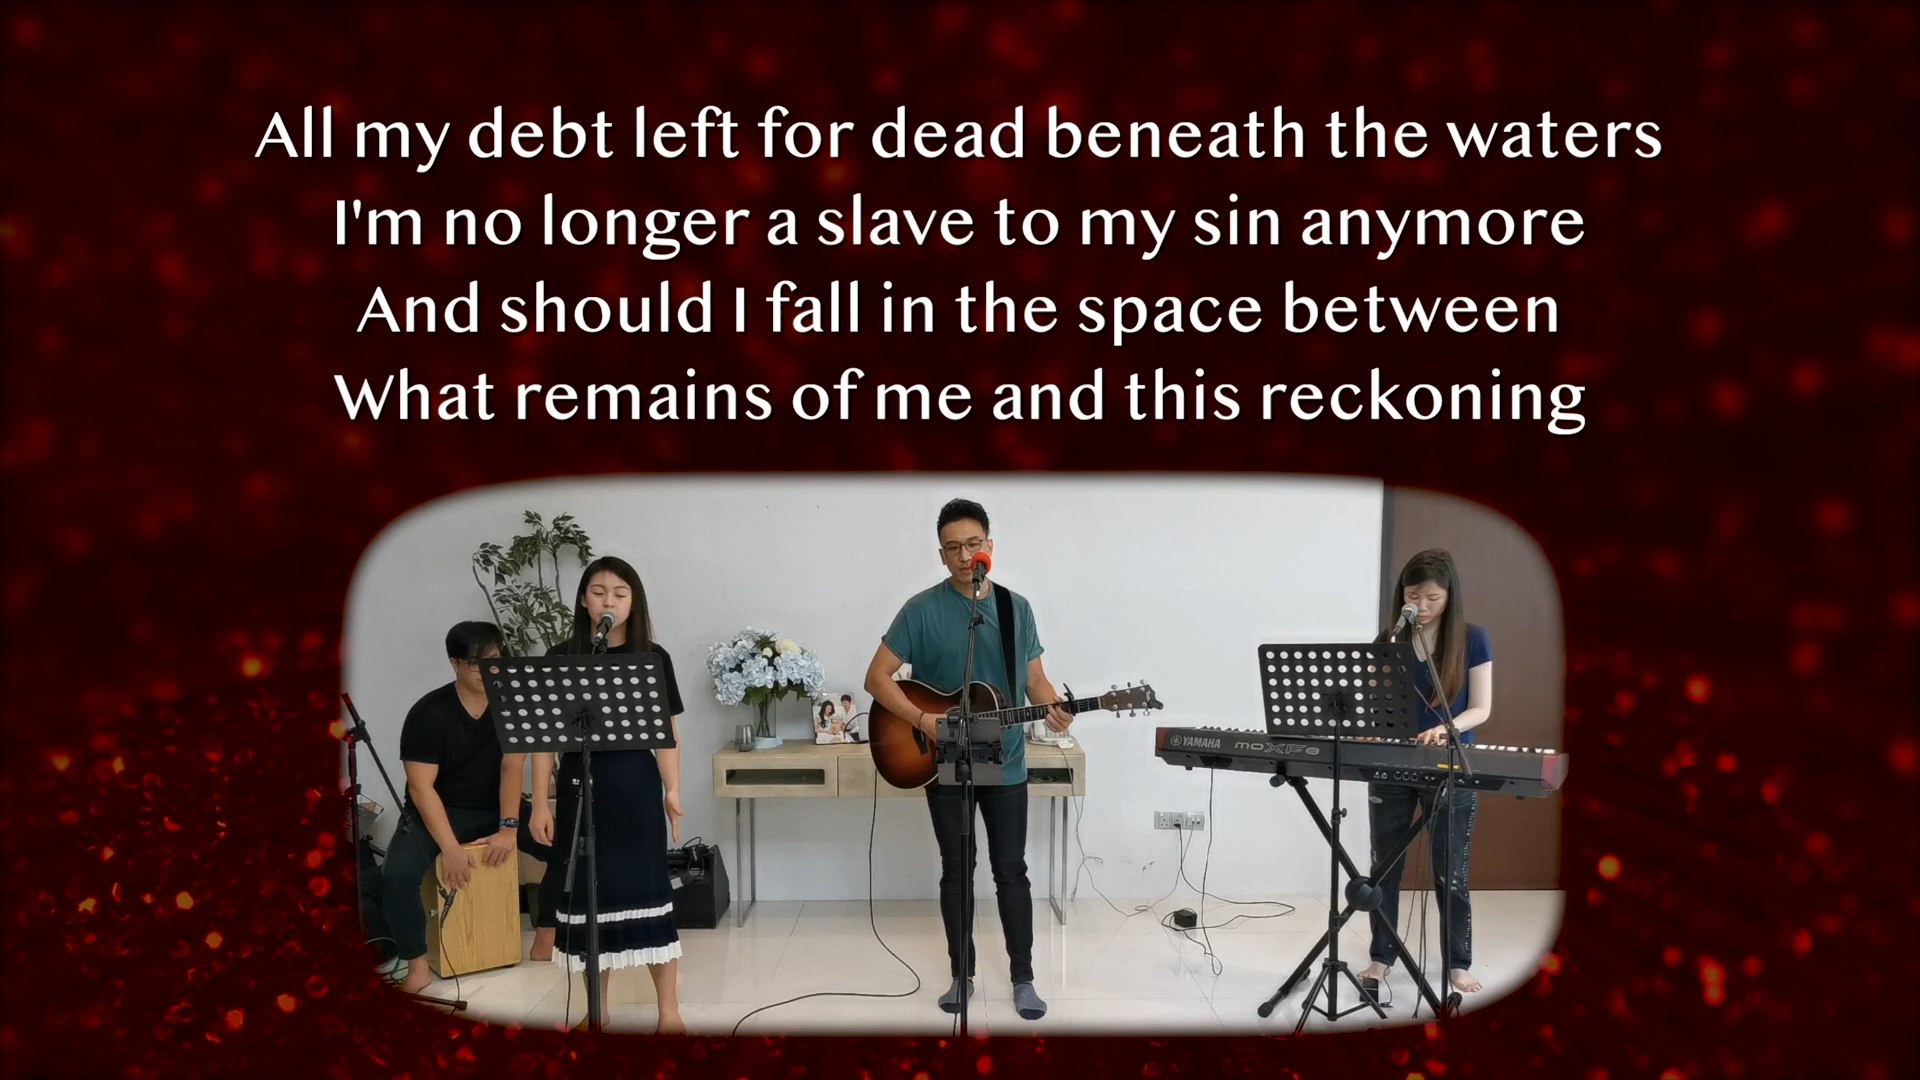 All my debt left for dead beneath the waters
I'm no longer a slave to my sin anymore
And should I fall in the space between
What remains of me and this reckoning
YAMAHA MOXF8